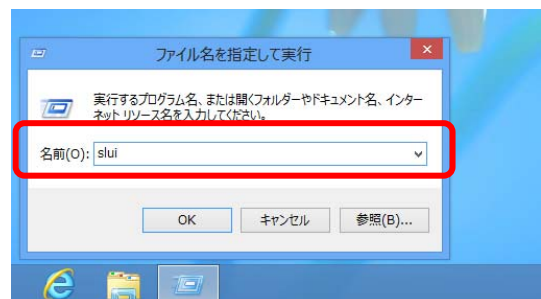 ファイル名を指定して実行
実行するプログラム名、または開くフォルダーやドキュメント名、インター
ネット リソース名を入力してください。
名前(O): slui
OK キャンセル 参照(B)...